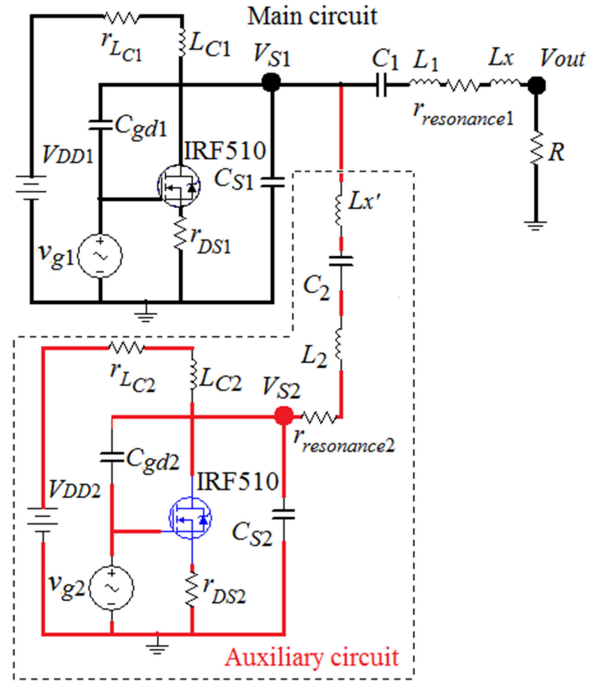 Main circuit
rLC1
LC1
VS1
C1
L1
Lx
Vout
rresonance1
Cgd1
IRF510
VDD1
CS1
R
rDS1
vg1
Lx'
C2
L2
rLC2
LC2
VS2
rresonance2
Cgd2
IRF510
VDD2
CS2
vg2
rDS2
Auxiliary circuit